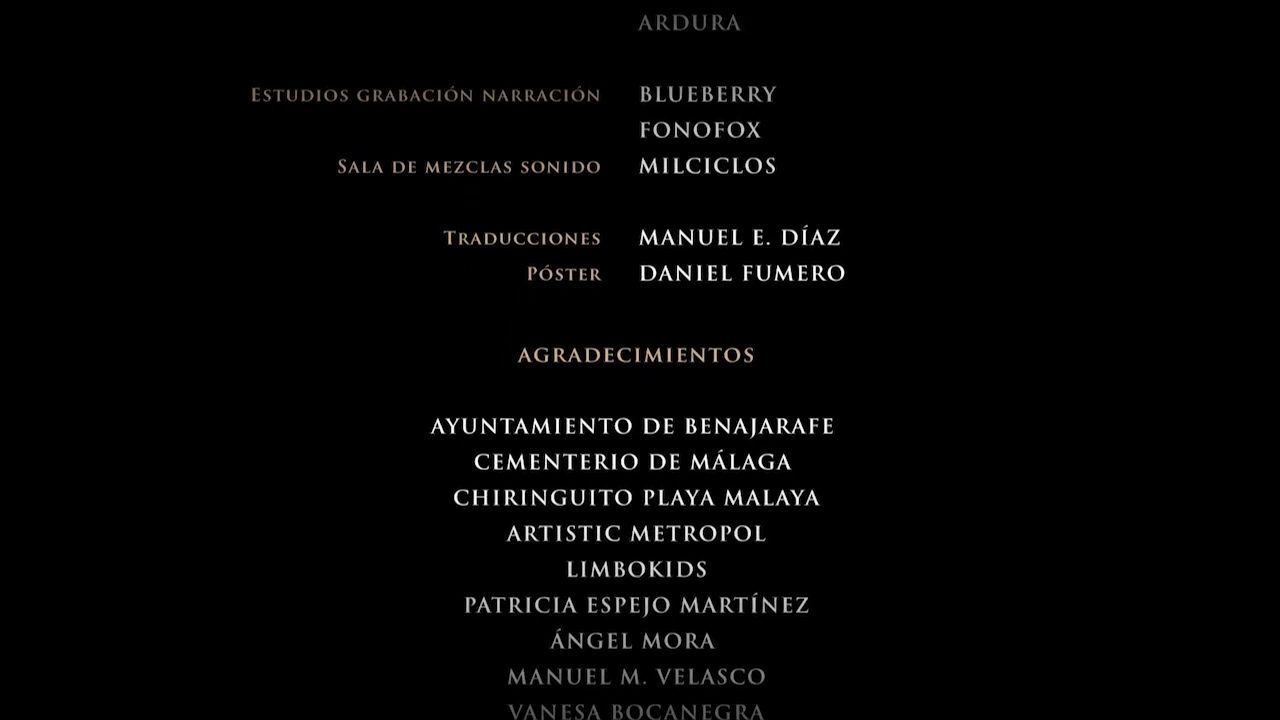 ARDURA
ESTUDIOS GRABACIÓN NARRACIÓN BLUEBERRY
FONOFOX
SALA DE MEZCLAS SONIDO MILCICLOS
TRADUCCIONES MANUEL E. DÍAZ
PÓSTER DANIEL FUMERO
AGRADECIMIENTOS
AYUNTAMIENTO DE BENAJARAFE
CEMENTERIO DE MÁLAGA
CHIRINGUITO PLAYA MALAYA
ARTISTIC METROPOL
LIMBOKIDS
PATRICIA ESPEJO MARTÍNEZ
ÁNGEL MORA
MANUEL M. VELASCO
VANESA BOCANEGRA